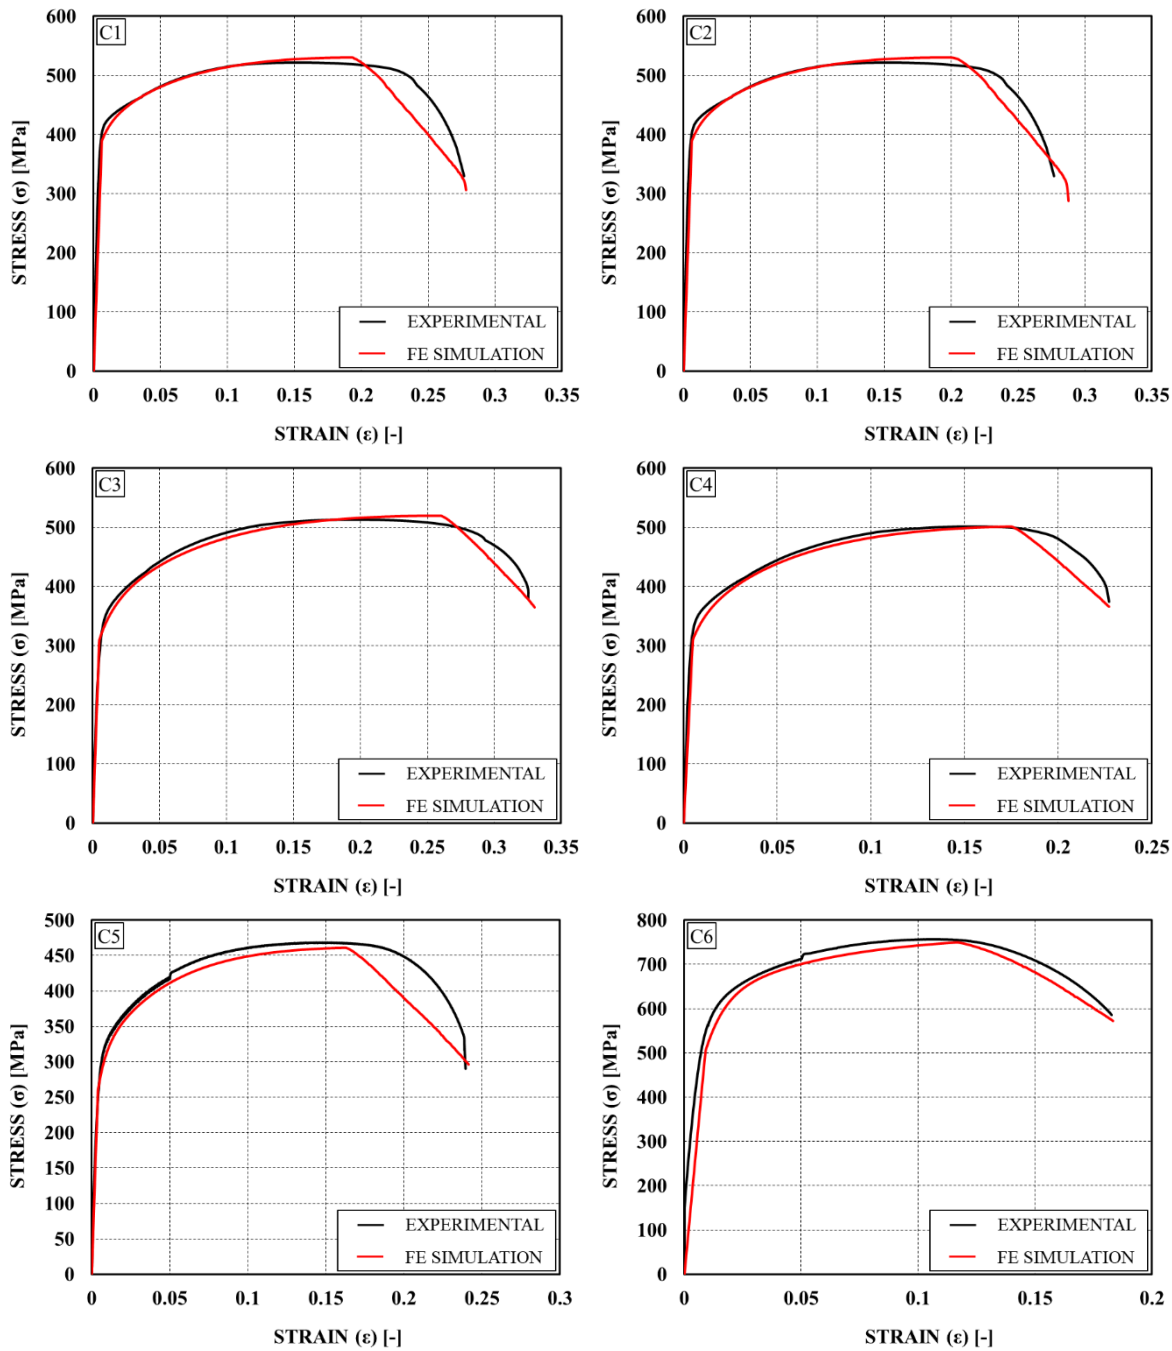 C1
STRESS (σ) [MPa]
600
500
400
300
200
100
0
EXPERIMENTAL
FE SIMULATION
0 0.05 0.1 0.15 0.2 0.25 0.3 0.35
STRAIN (ε) [-]
C2
STRESS (σ) [MPa]
600
500
400
300
200
100
0
EXPERIMENTAL
FE SIMULATION
0 0.05 0.1 0.15 0.2 0.25 0.3 0.35
STRAIN (ε) [-]
C3
STRESS (σ) [MPa]
600
500
400
300
200
100
0
EXPERIMENTAL
FE SIMULATION
0 0.05 0.1 0.15 0.2 0.25 0.3 0.35
STRAIN (ε) [-]
C4
STRESS (σ) [MPa]
600
500
400
300
200
100
0
EXPERIMENTAL
FE SIMULATION
0 0.05 0.1 0.15 0.2 0.25
STRAIN (ε) [-]
C5
STRESS (σ) [MPa]
500
450
400
350
300
250
200
150
100
50
0
EXPERIMENTAL
FE SIMULATION
0 0.05 0.1 0.15 0.2 0.25 0.3
STRAIN (ε) [-]
C6
STRESS (σ) [MPa]
800
700
600
500
400
300
200
100
0
EXPERIMENTAL
FE SIMULATION
0 0.05 0.1 0.15 0.2
STRAIN (ε) [-]